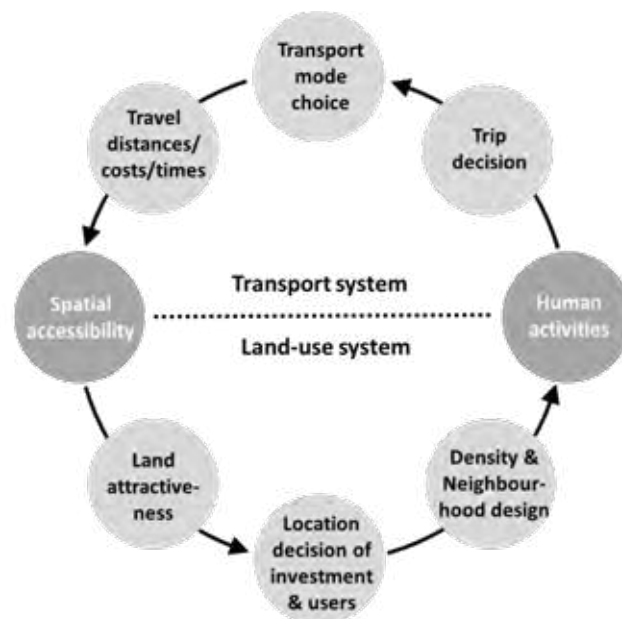 Transport
mode
choice
Travel
distances/
costs/times
Trip
decision
Spatial
accessibility
Transport system
Land-use system
Human
activities
Land
attractive-
ness
Location
decision of
investment
& users
Density &
Neighbour-
hood design